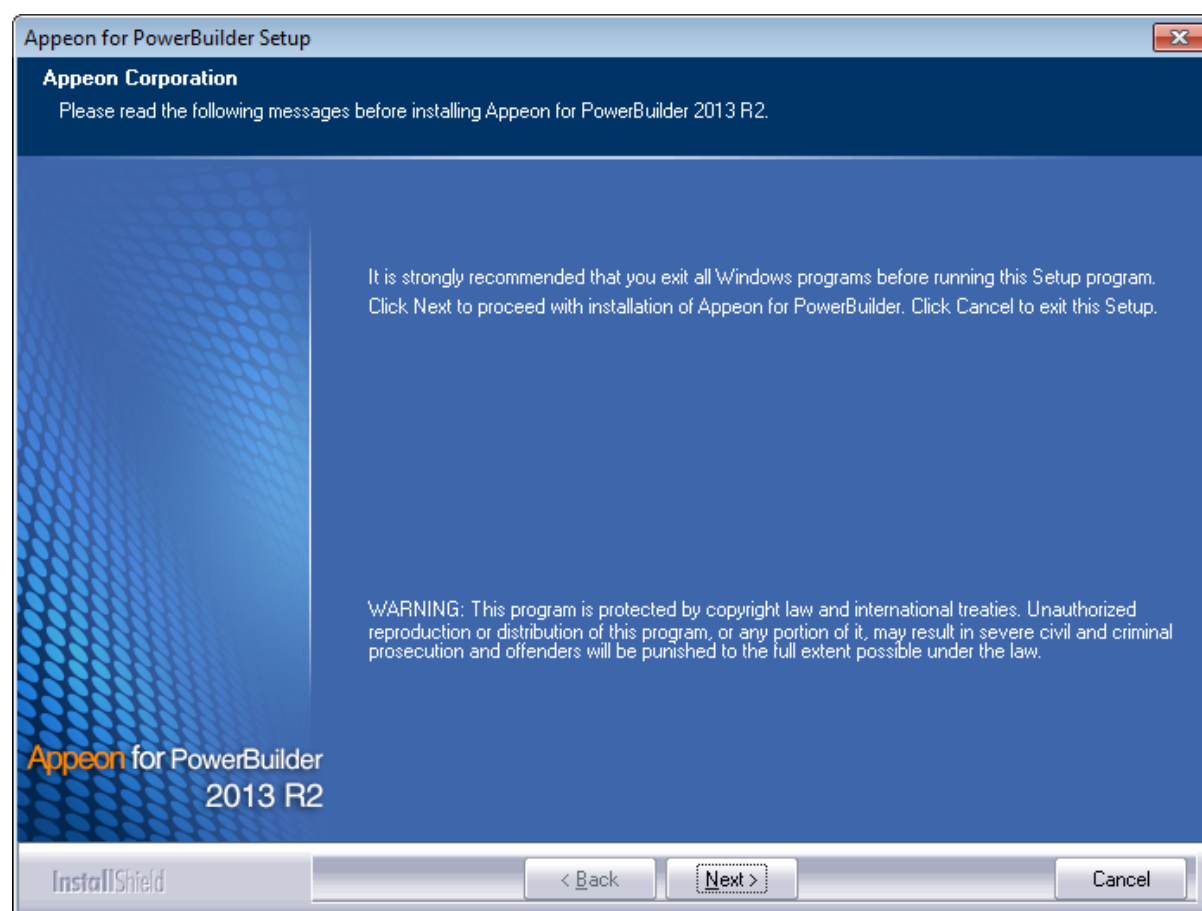 Appeon for PowerBuilder Setup
Appeon Corporation
Please read the following messages before installing Appeon for PowerBuilder 2013 R2.
It is strongly recommended that you exit all Windows programs before running this Setup program.
Click Next to proceed with installation of Appeon for PowerBuilder. Click Cancel to exit this Setup.
WARNING: This program is protected by copyright law and international treaties. Unauthorized
reproduction or distribution of this program, or any portion of it, may result in severe civil and criminal
prosecution and offenders will be punished to the full extent possible under the law.
Appeon for PowerBuilder
2013 R2
InstallShield
< Back
Next >
Cancel